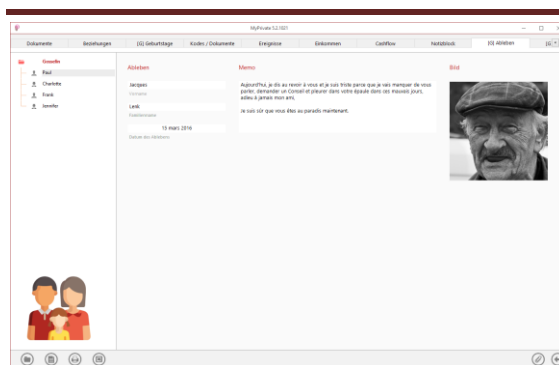 MyPrivate 5.2.1021
Dokumente
Beziehungen
(G) Geburtstage
Konten / Dokumente
Ereignisse
Einkommen
Cashflow
Notizblock
(G) Ableben
(G)
Paul
Charlotte
Frank
Jennifer
Ableben
Jacques
Vorname
Lenk
Familienname
15 mars 2016
Datum des Ablebens
Memo
Aujourd'hui, je dis au revoir à vous et je suis triste parce que je vais manquer de vous
parler, demander un Conseil et pleurer dans votre épaule dans ces mauvais jours,
adieu à jamais mon ami.
Je suis sûr que vous êtes au paradis maintenant.
Bild